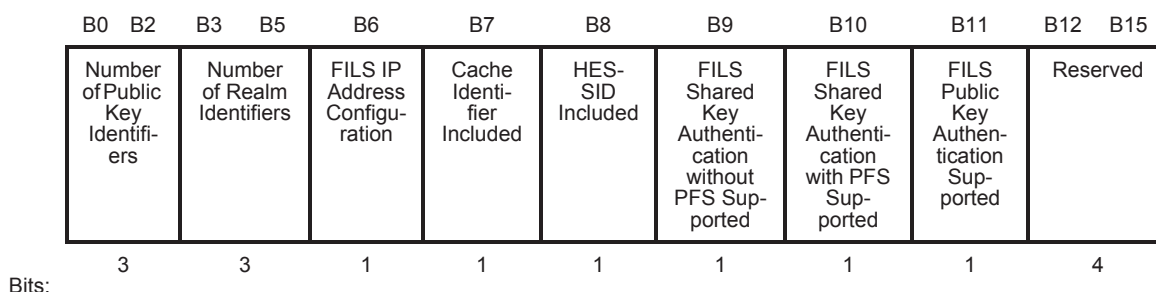 B0 B2 B3 B5 B6 B7 B8 B9 B10 B11 B12 B15
Number
of Public
Key
Identifi-
ers
Number
of Realm
Identifiers
FILS IP
Address
Configu-
ration
Cache
Identi-
fier
Included
HES-
SID
Included
FILS
Shared
Key
Authenti-
cation
without
PFS Sup-
ported
FILS
Shared
Key
Authenti-
cation
with PFS
Sup-
ported
FILS
Public
Key
Authen-
tication
Sup-
ported
Reserved
3 3 1 1 1 1 1 1 4
Bits: